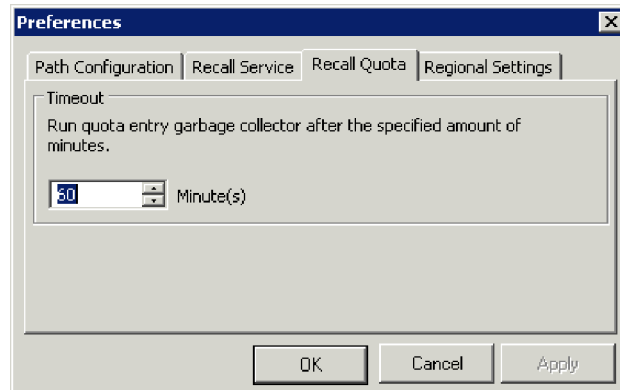 Preferences
Path Configuration
Recall Service
Recall Quota
Regional Settings
Timeout
Run quota entry garbage collector after the specified amount of
minutes.
60
Minute(s)
OK
Cancel
Apply